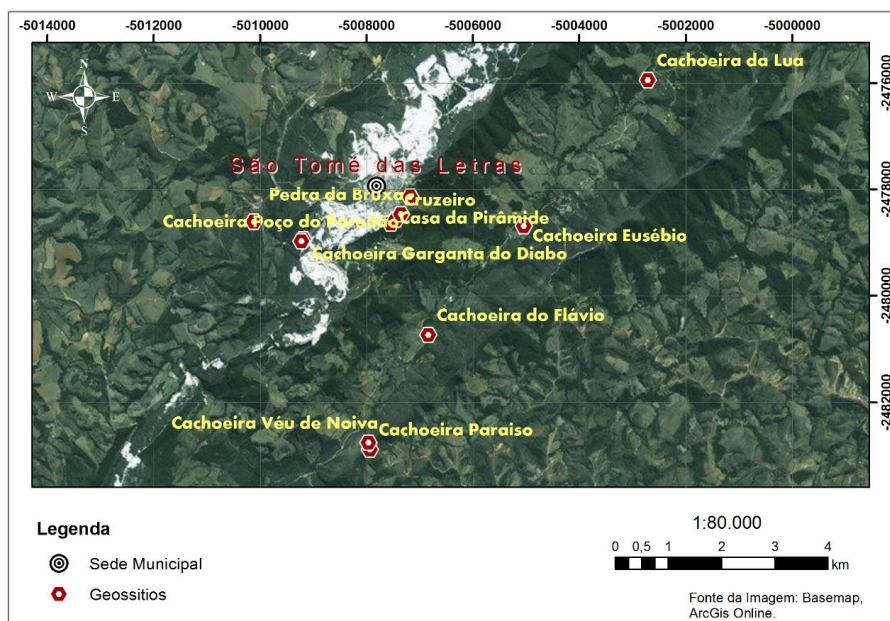 -5014000 -5012000 -5010000 -5008000 -5006000 -5004000 -5002000 -5000000
Cachoeira da Lua
-2476000
N
W E
S
São Tomé das Letras
-2478000
Pedra da Bruxa
Cruzeiro
Cachoeira Poço do Paredão
Casa da Pirâmide
Cachoeira Eusébio
Cachoeira Garganta do Diabo
-2480000
Cachoeira do Flávio
-2482000
Cachoeira Véu de Noiva
Cachoeira Paraiso
Legenda
Sede Municipal
Geossitios
1:80.000
0 0,5 1 2 3 4
km
Fonte da Imagem: Basemap,
ArcGis Online.